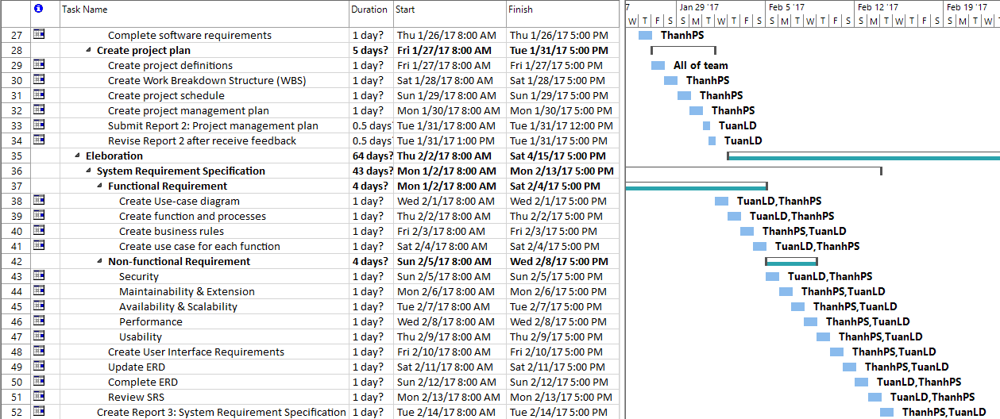 Task Name Duration Start Finish 7 Jan 29 '17 Feb 5 '17 Feb 12 '17 Feb 19 '17
W T F S S M T W T F S S M T W T F S S M T W T F S S M T W
27 Complete software requirements 1 day? Thu 1/26/17 8:00 AM Thu 1/26/17 5:00 PM ThanhPS
28 Create project plan 5 days? Fri 1/27/17 8:00 AM Tue 1/31/17 5:00 PM
29 Create project definitions 1 day? Fri 1/27/17 8:00 AM Fri 1/27/17 5:00 PM All of team
30 Create Work Breakdown Structure (WBS) 1 day? Sat 1/28/17 8:00 AM Sat 1/28/17 5:00 PM ThanhPS
31 Create project schedule 1 day? Sun 1/29/17 8:00 AM Sun 1/29/17 5:00 PM ThanhPS
32 Create project management plan 1 day? Mon 1/30/17 8:00 AM Mon 1/30/17 5:00 PM ThanhPS
33 Submit Report 2: Project management plan 0.5 days' Tue 1/31/17 8:00 AM Tue 1/31/17 12:00 PM TuanLD
34 Revise Report 2 after receive feedback 0.5 days' Tue 1/31/17 1:00 PM Tue 1/31/17 5:00 PM TuanLD
35 Eleboration 64 days? Thu 2/2/17 8:00 AM Sat 4/15/17 5:00 PM
36 System Requirement Specification 43 days? Mon 1/2/17 8:00 AM Mon 2/13/17 5:00 PM
37 Functional Requirement 4 days? Mon 1/2/17 8:00 AM Sat 2/4/17 5:00 PM
38 Create Use-case diagram 1 day? Wed 2/1/17 8:00 AM Wed 2/1/17 5:00 PM TuanLD,ThanhPS
39 Create function and processes 1 day? Thu 2/2/17 8:00 AM Thu 2/2/17 5:00 PM TuanLD,ThanhPS
40 Create business rules 1 day? Fri 2/3/17 8:00 AM Fri 2/3/17 5:00 PM ThanhPS,TuanLD
41 Create use case for each function 1 day? Sat 2/4/17 8:00 AM Sat 2/4/17 5:00 PM TuanLD,ThanhPS
42 Non-functional Requirement 4 days? Sun 2/5/17 8:00 AM Wed 2/8/17 5:00 PM
43 Security 1 day? Sun 2/5/17 8:00 AM Sun 2/5/17 5:00 PM TuanLD,ThanhPS
44 Maintainability & Extension 1 day? Mon 2/6/17 8:00 AM Mon 2/6/17 5:00 PM ThanhPS,TuanLD
45 Availability & Scalability 1 day? Tue 2/7/17 8:00 AM Tue 2/7/17 5:00 PM ThanhPS,TuanLD
46 Performance 1 day? Wed 2/8/17 8:00 AM Wed 2/8/17 5:00 PM ThanhPS,TuanLD
47 Usability 1 day? Thu 2/9/17 8:00 AM Thu 2/9/17 5:00 PM ThanhPS,TuanLD
48 Create User Interface Requirements 1 day? Fri 2/10/17 8:00 AM Fri 2/10/17 5:00 PM ThanhPS,TuanLD
49 Update ERD 1 day? Sat 2/11/17 8:00 AM Sat 2/11/17 5:00 PM ThanhPS,TuanLD
50 Complete ERD 1 day? Sun 2/12/17 8:00 AM Sun 2/12/17 5:00 PM TuanLD,ThanhPS
51 Review SRS 1 day? Mon 2/13/17 8:00 AM Mon 2/13/17 5:00 PM TuanLD,ThanhPS
52 Create Report 3: System Requirement Specification 1 day? Tue 2/14/17 8:00 AM Tue 2/14/17 5:00 PM ThanhPS,TuanLD